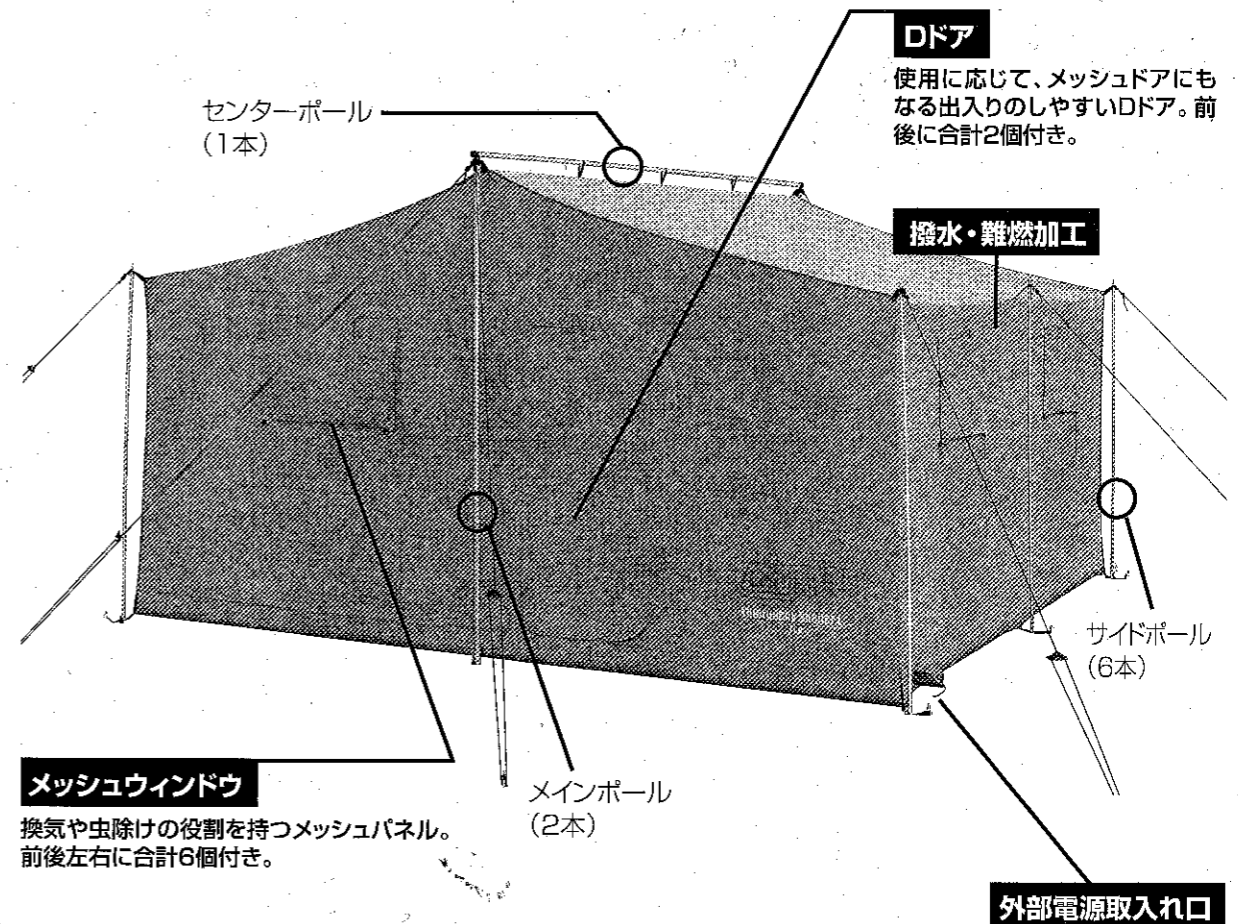 Dドア
使用に応じて、メッシュドアにも
なる出入りのしやすいDドア。前
後に合計2個付き。
センターポール
(1本)
撥水・難燃加工
サイドポール
(6本)
メッシュウィンドウ
換気や虫除けの役割を持つメッシュパネル。
前後左右に合計6個付き。
メインポール
(2本)
外部電源取入れ口